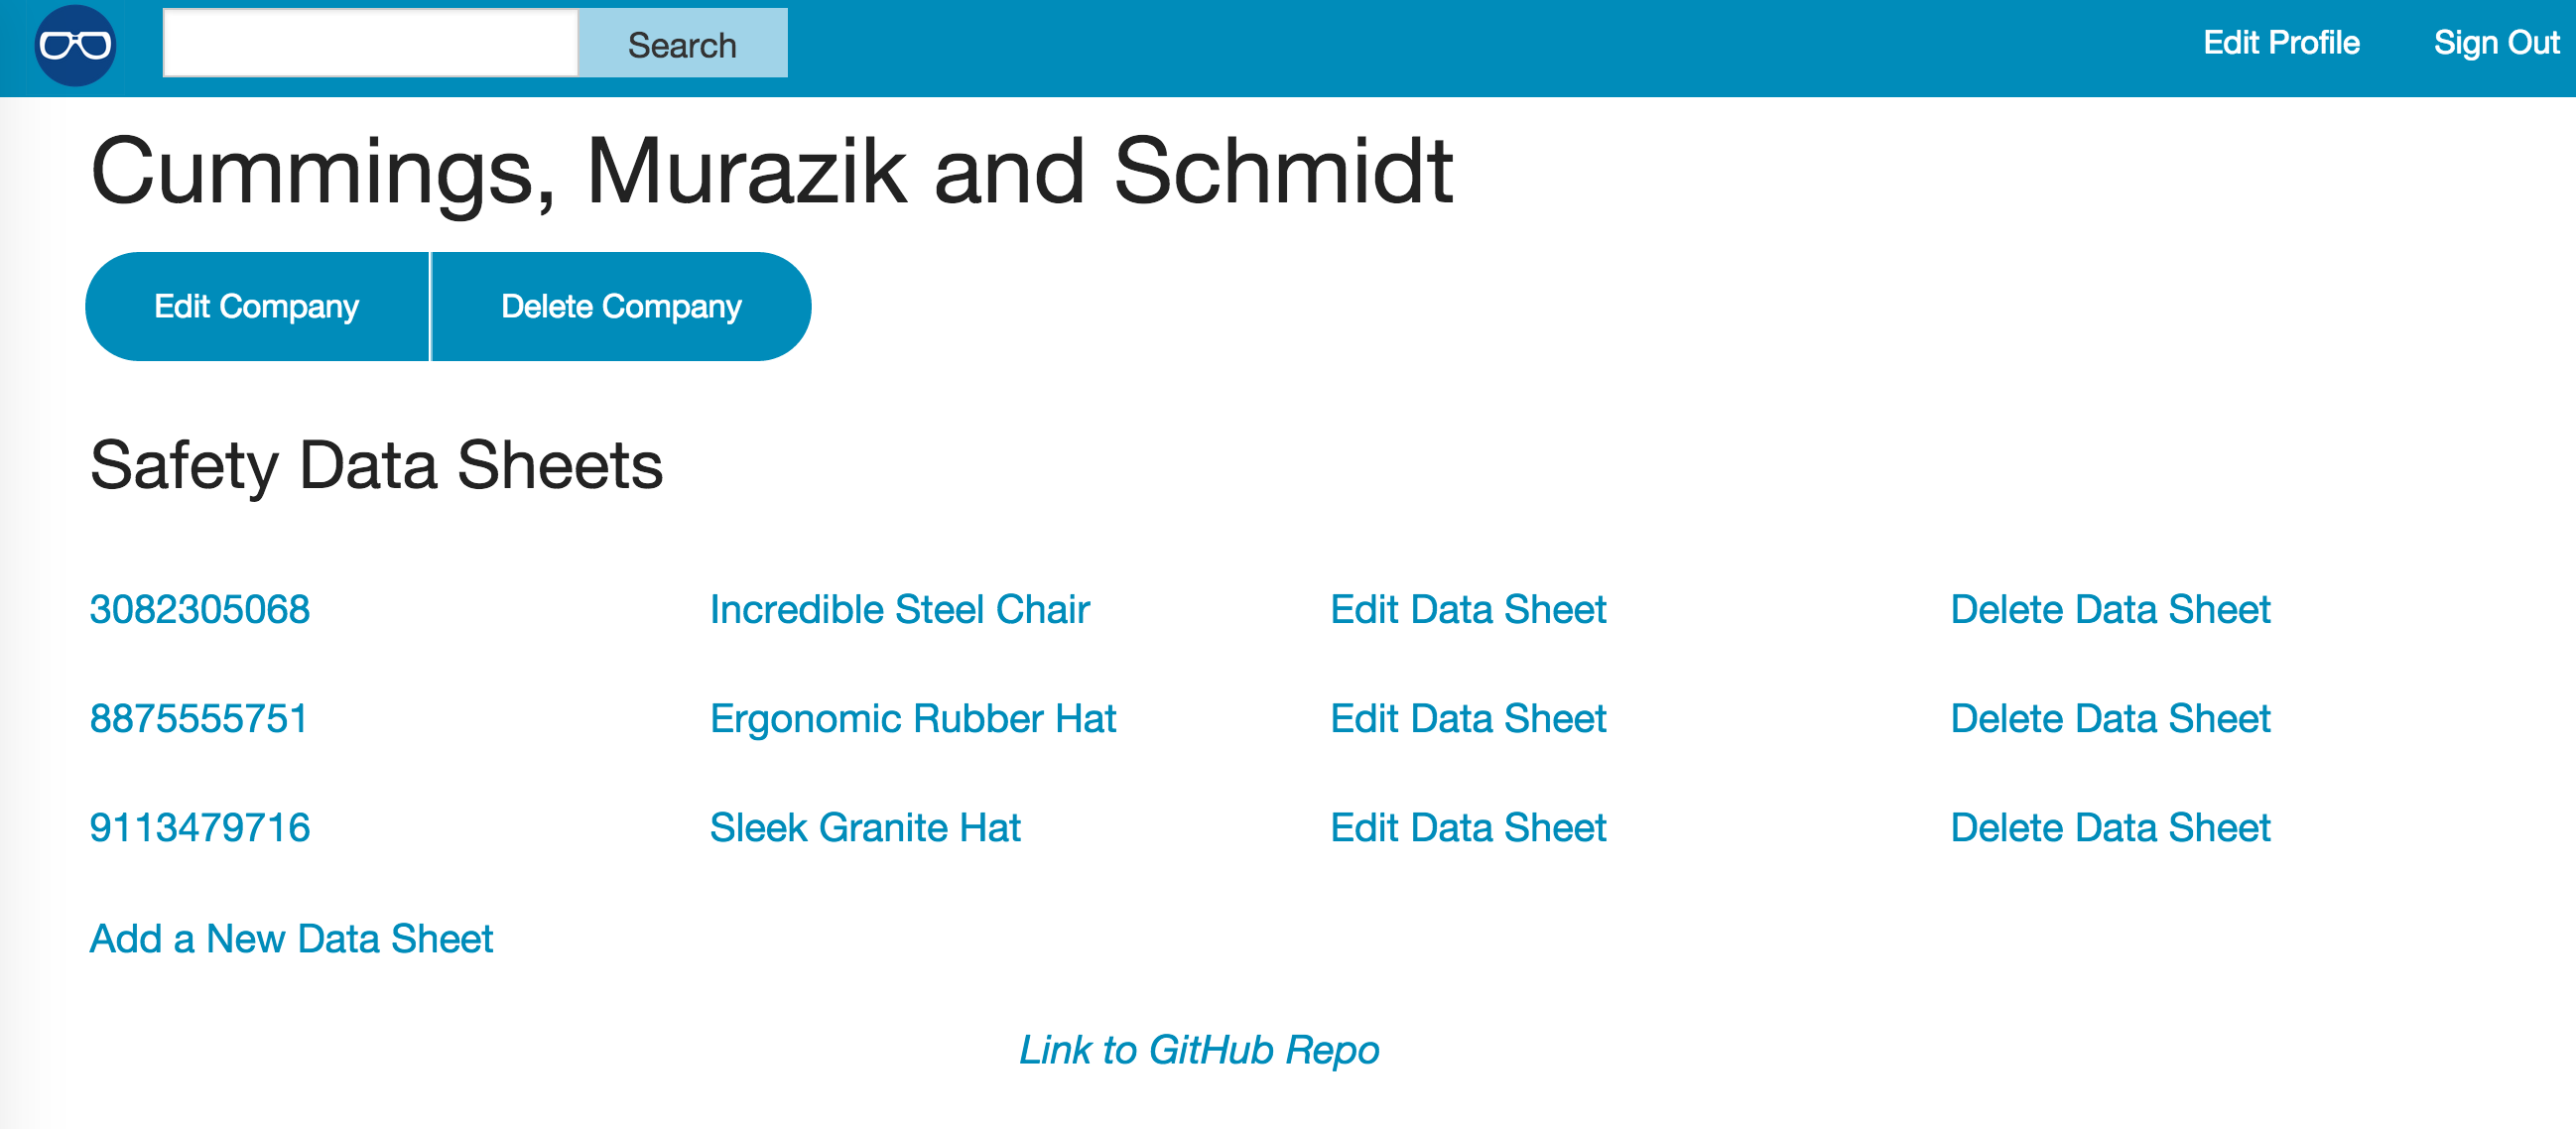 Search Edit Profile Sign Out
Cummings, Murazik and Schmidt
Edit Company Delete Company
Safety Data Sheets
3082305068 Incredible Steel Chair Edit Data Sheet Delete Data Sheet
8875555751 Ergonomic Rubber Hat Edit Data Sheet Delete Data Sheet
9113479716 Sleek Granite Hat Edit Data Sheet Delete Data Sheet
Add a New Data Sheet
Link to GitHub Repo